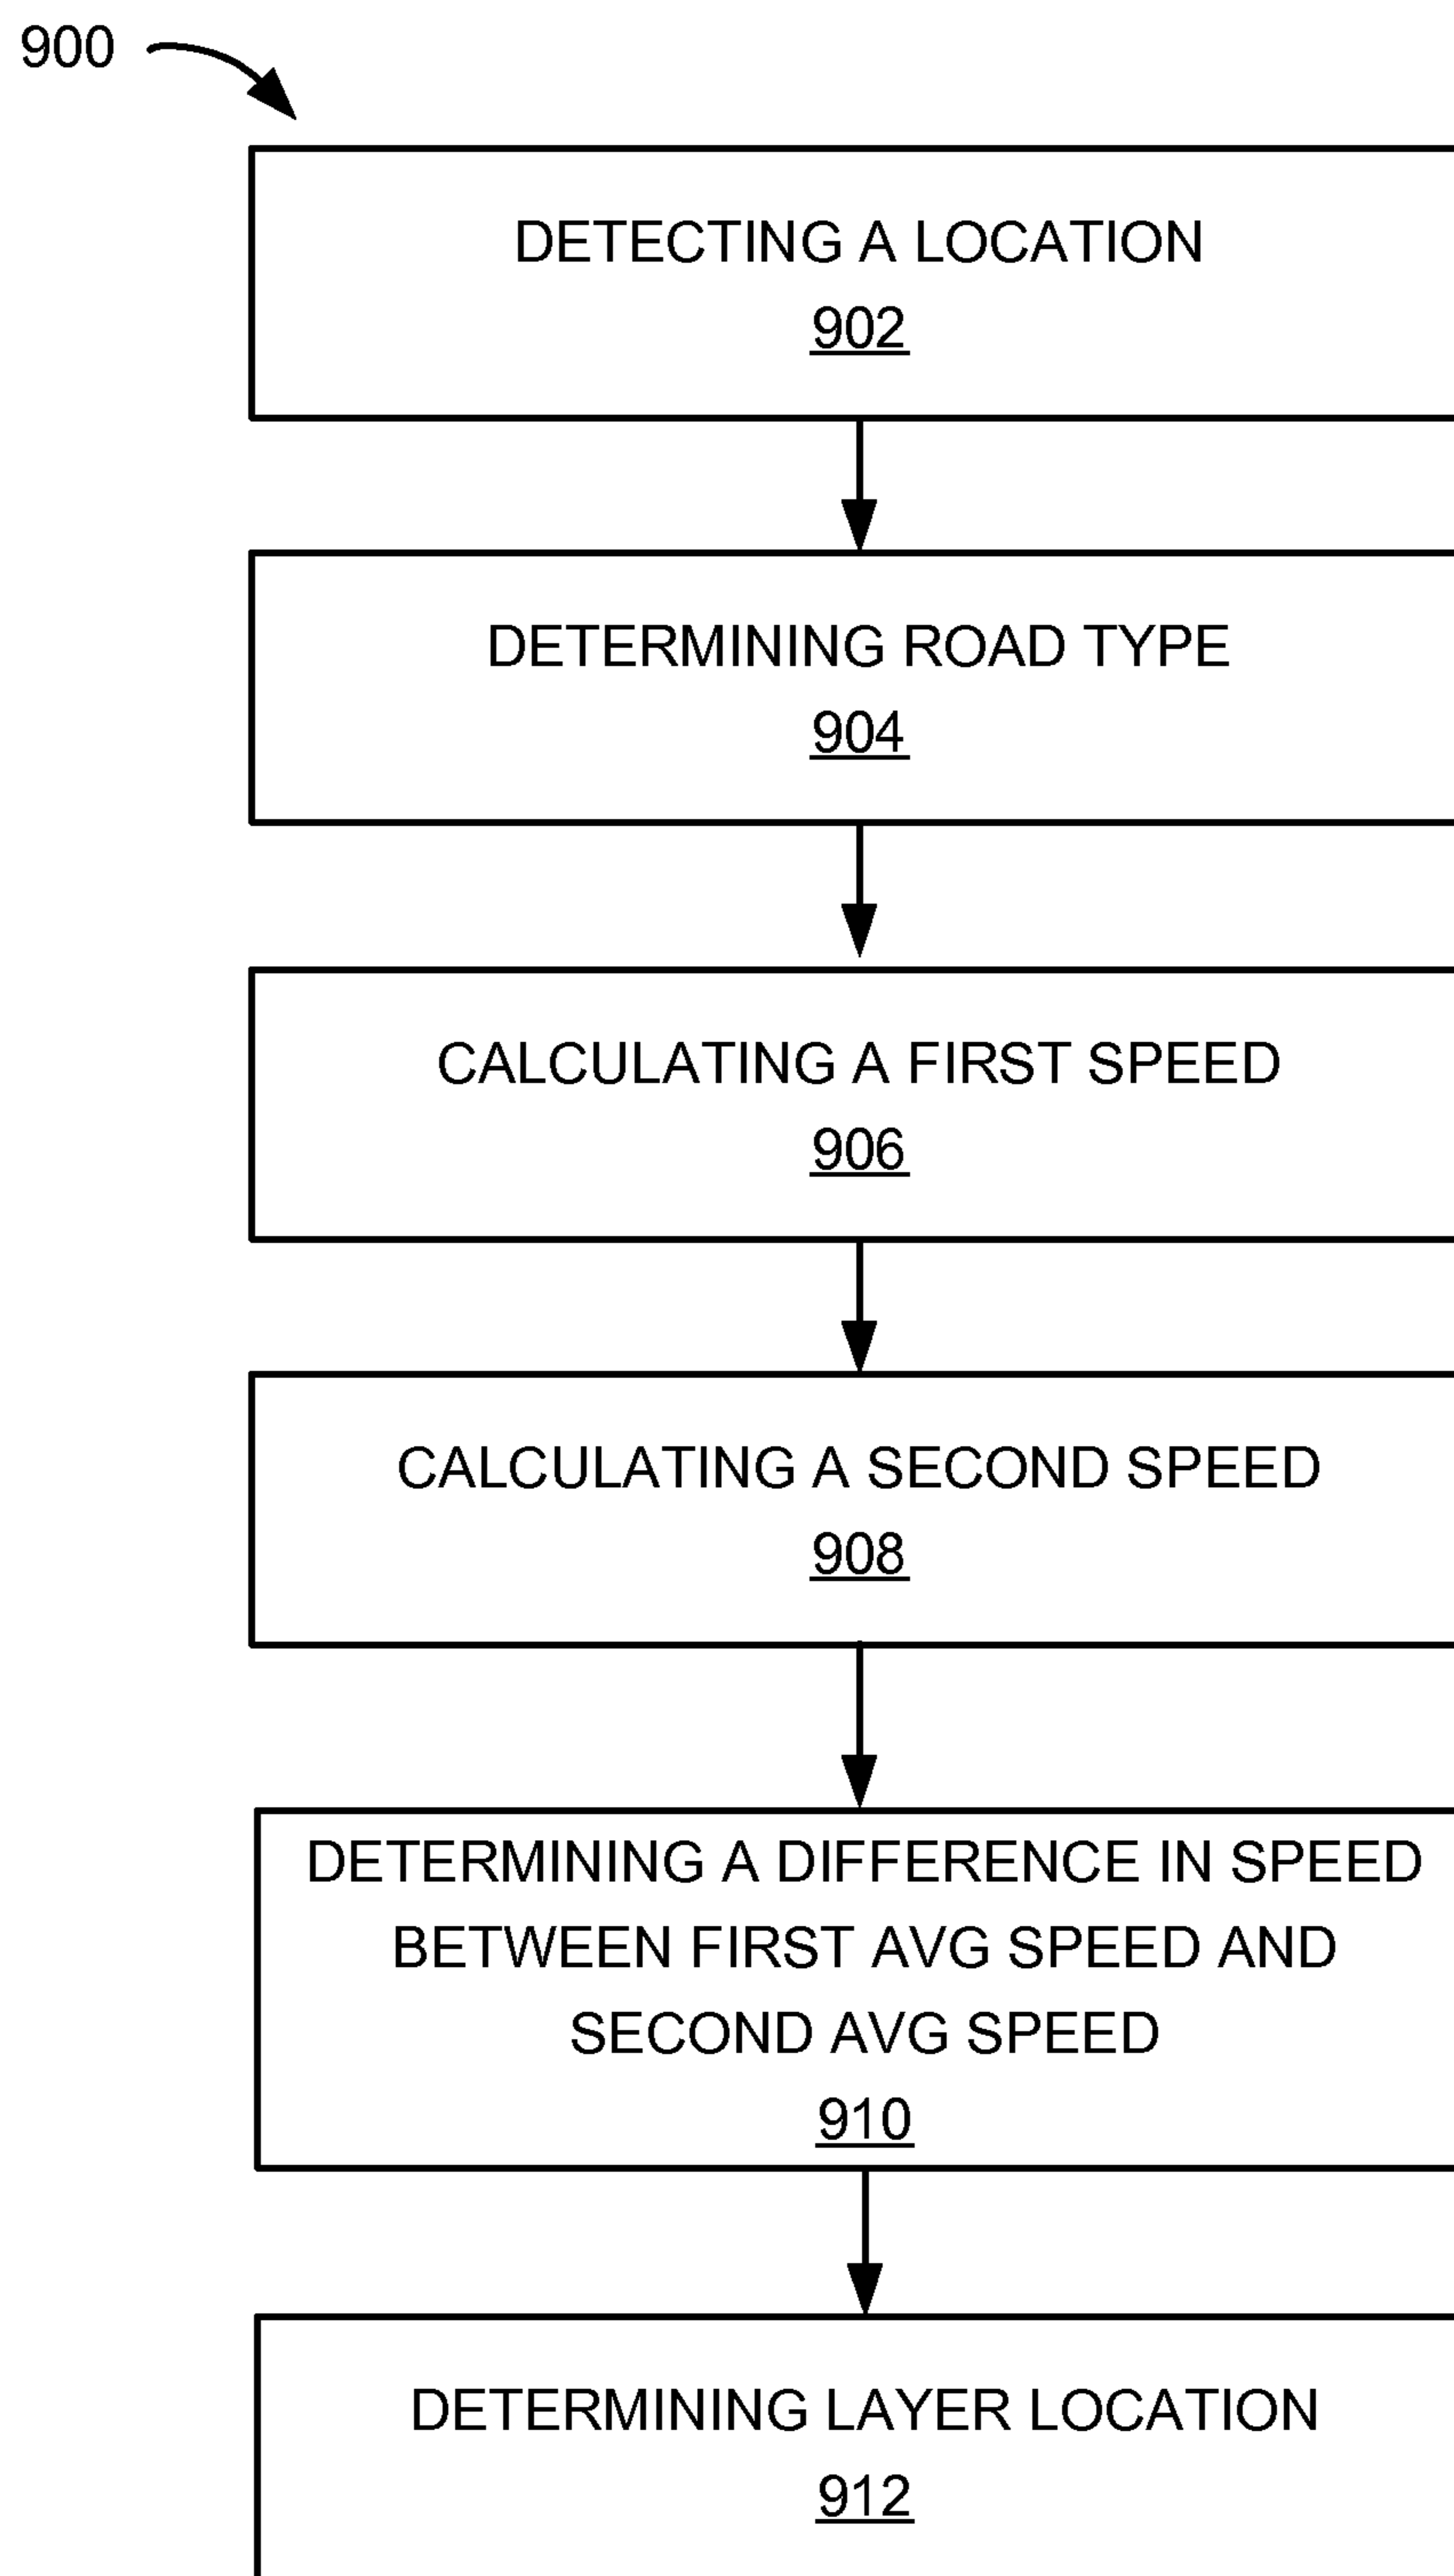 900
DETECTING A LOCATION
902
DETERMINING ROAD TYPE
904
CALCULATING A FIRST SPEED
906
CALCULATING A SECOND SPEED
908
DETERMINING A DIFFERENCE IN SPEED
BETWEEN FIRST AVG SPEED AND
SECOND AVG SPEED
910
DETERMINING LAYER LOCATION
912